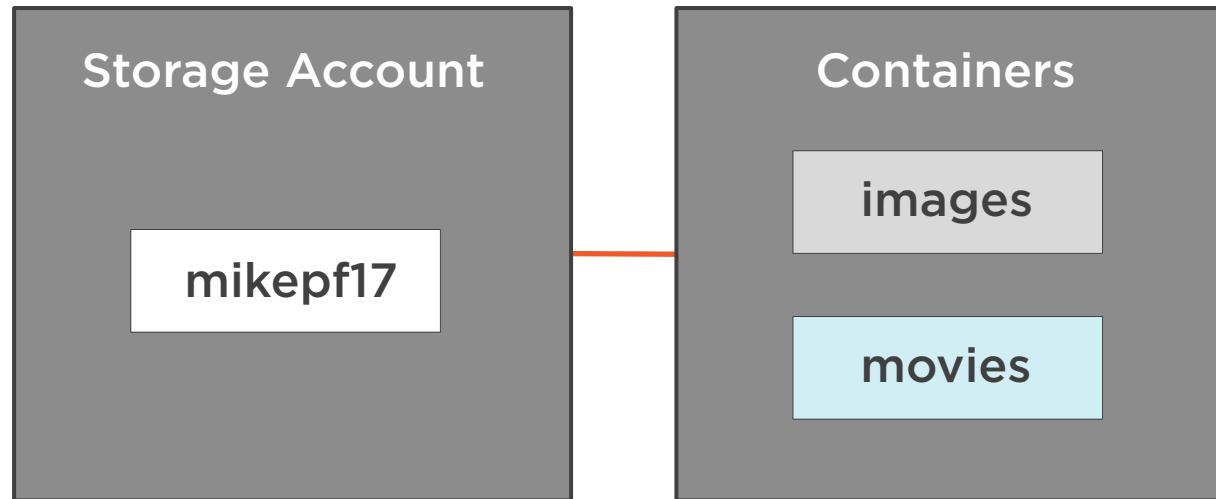 Storage Account
mikepf17
Containers
images
movies